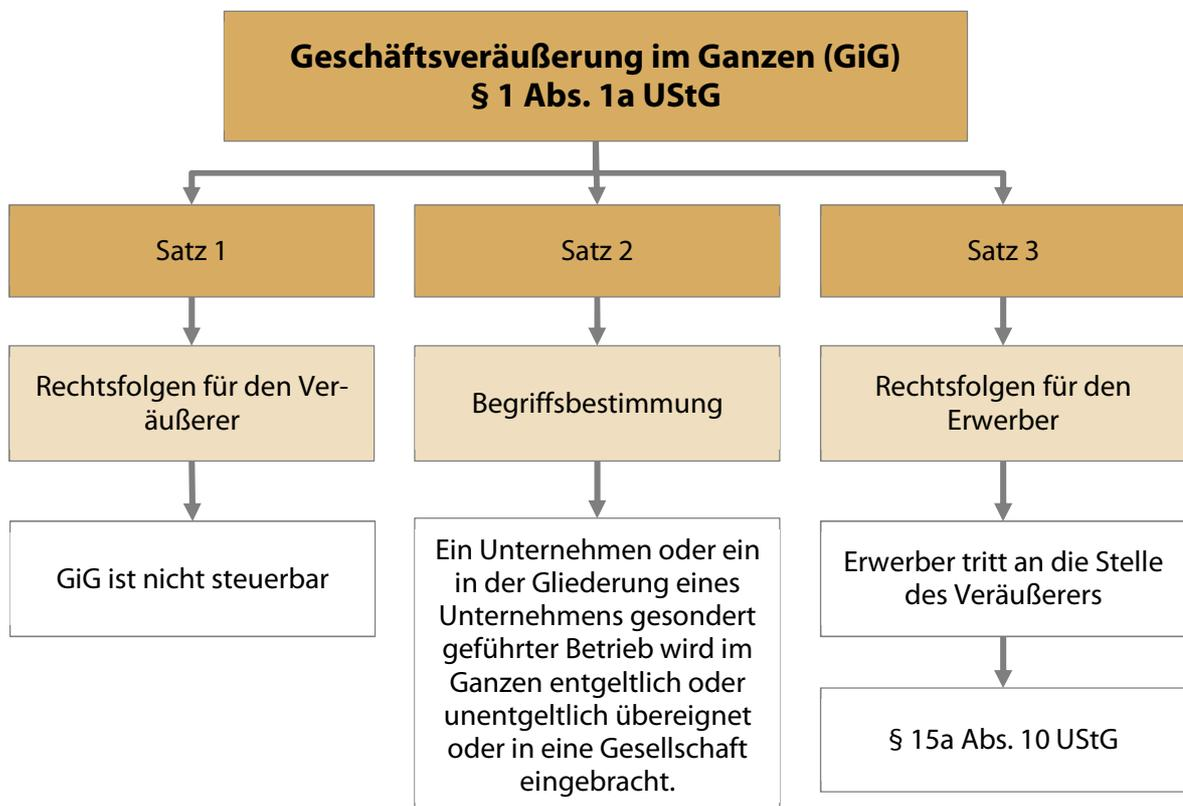 Geschäftsveräußerung im Ganzen (GiG)
§ 1 Abs. 1a UStG
Satz 1
Satz 2
Satz 3
Rechtsfolgen für den Ver-
äußerer
Begriffsbestimmung
Rechtsfolgen für den
Erwerber
GiG ist nicht steuerbar
Ein Unternehmen oder ein
in der Gliederung eines
Unternehmens gesondert
geführter Betrieb wird im
Ganzen entgeltlich oder
unentgeltlich übereignet
oder in eine Gesellschaft
eingebracht.
Erwerber tritt an die Stelle
des Veräußerers
§ 15a Abs. 10 UStG